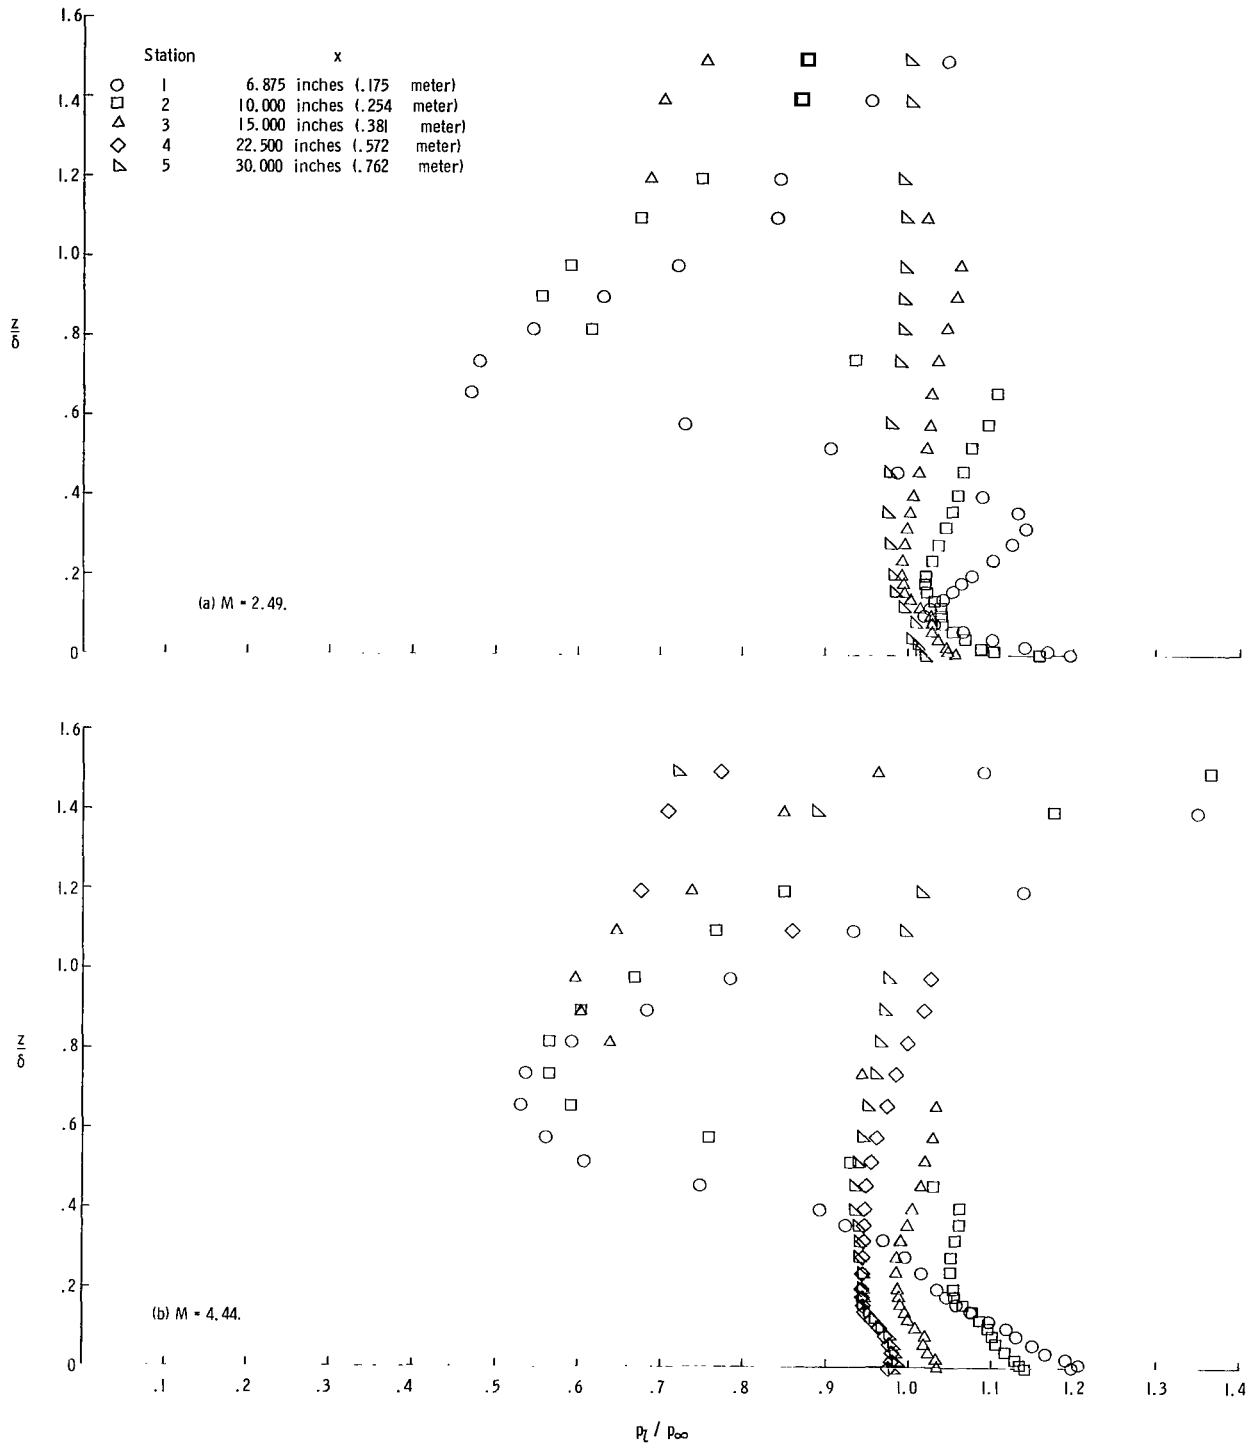 1.6
Station x
1 6.875 inches (.175 meter)
1.4
2 10.000 inches (.254 meter)
3 15.000 inches (.381 meter)
4 22.500 inches (.572 meter)
5 30.000 inches (.762 meter)
1.2
1.0
z/δ
.8
.6
.4
.2
(a) M = 2.49.
0
1.6
1.4
1.2
1.0
z/δ
.8
.6
.4
.2
(b) M = 4.44.
0
.1 .2 .3 .4 .5 .6 .7 .8 .9 1.0 1.1 1.2 1.3 1.4
p_l / p_∞